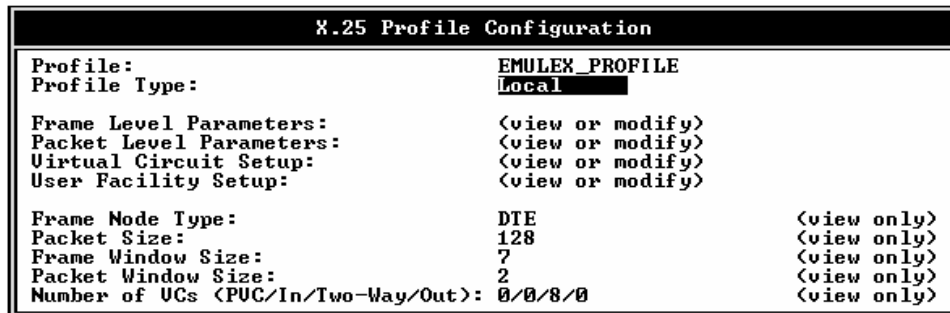 X.25 Profile Configuration
Profile: EMULEX_PROFILE
Profile Type: Local
Frame Level Parameters: (view or modify)
Packet Level Parameters: (view or modify)
Virtual Circuit Setup: (view or modify)
User Facility Setup: (view or modify)
Frame Node Type: DTE (view only)
Packet Size: 128 (view only)
Frame Window Size: 7 (view only)
Packet Window Size: 2 (view only)
Number of VCs (PVC/In/Two-Way/Out): 0/0/8/0 (view only)